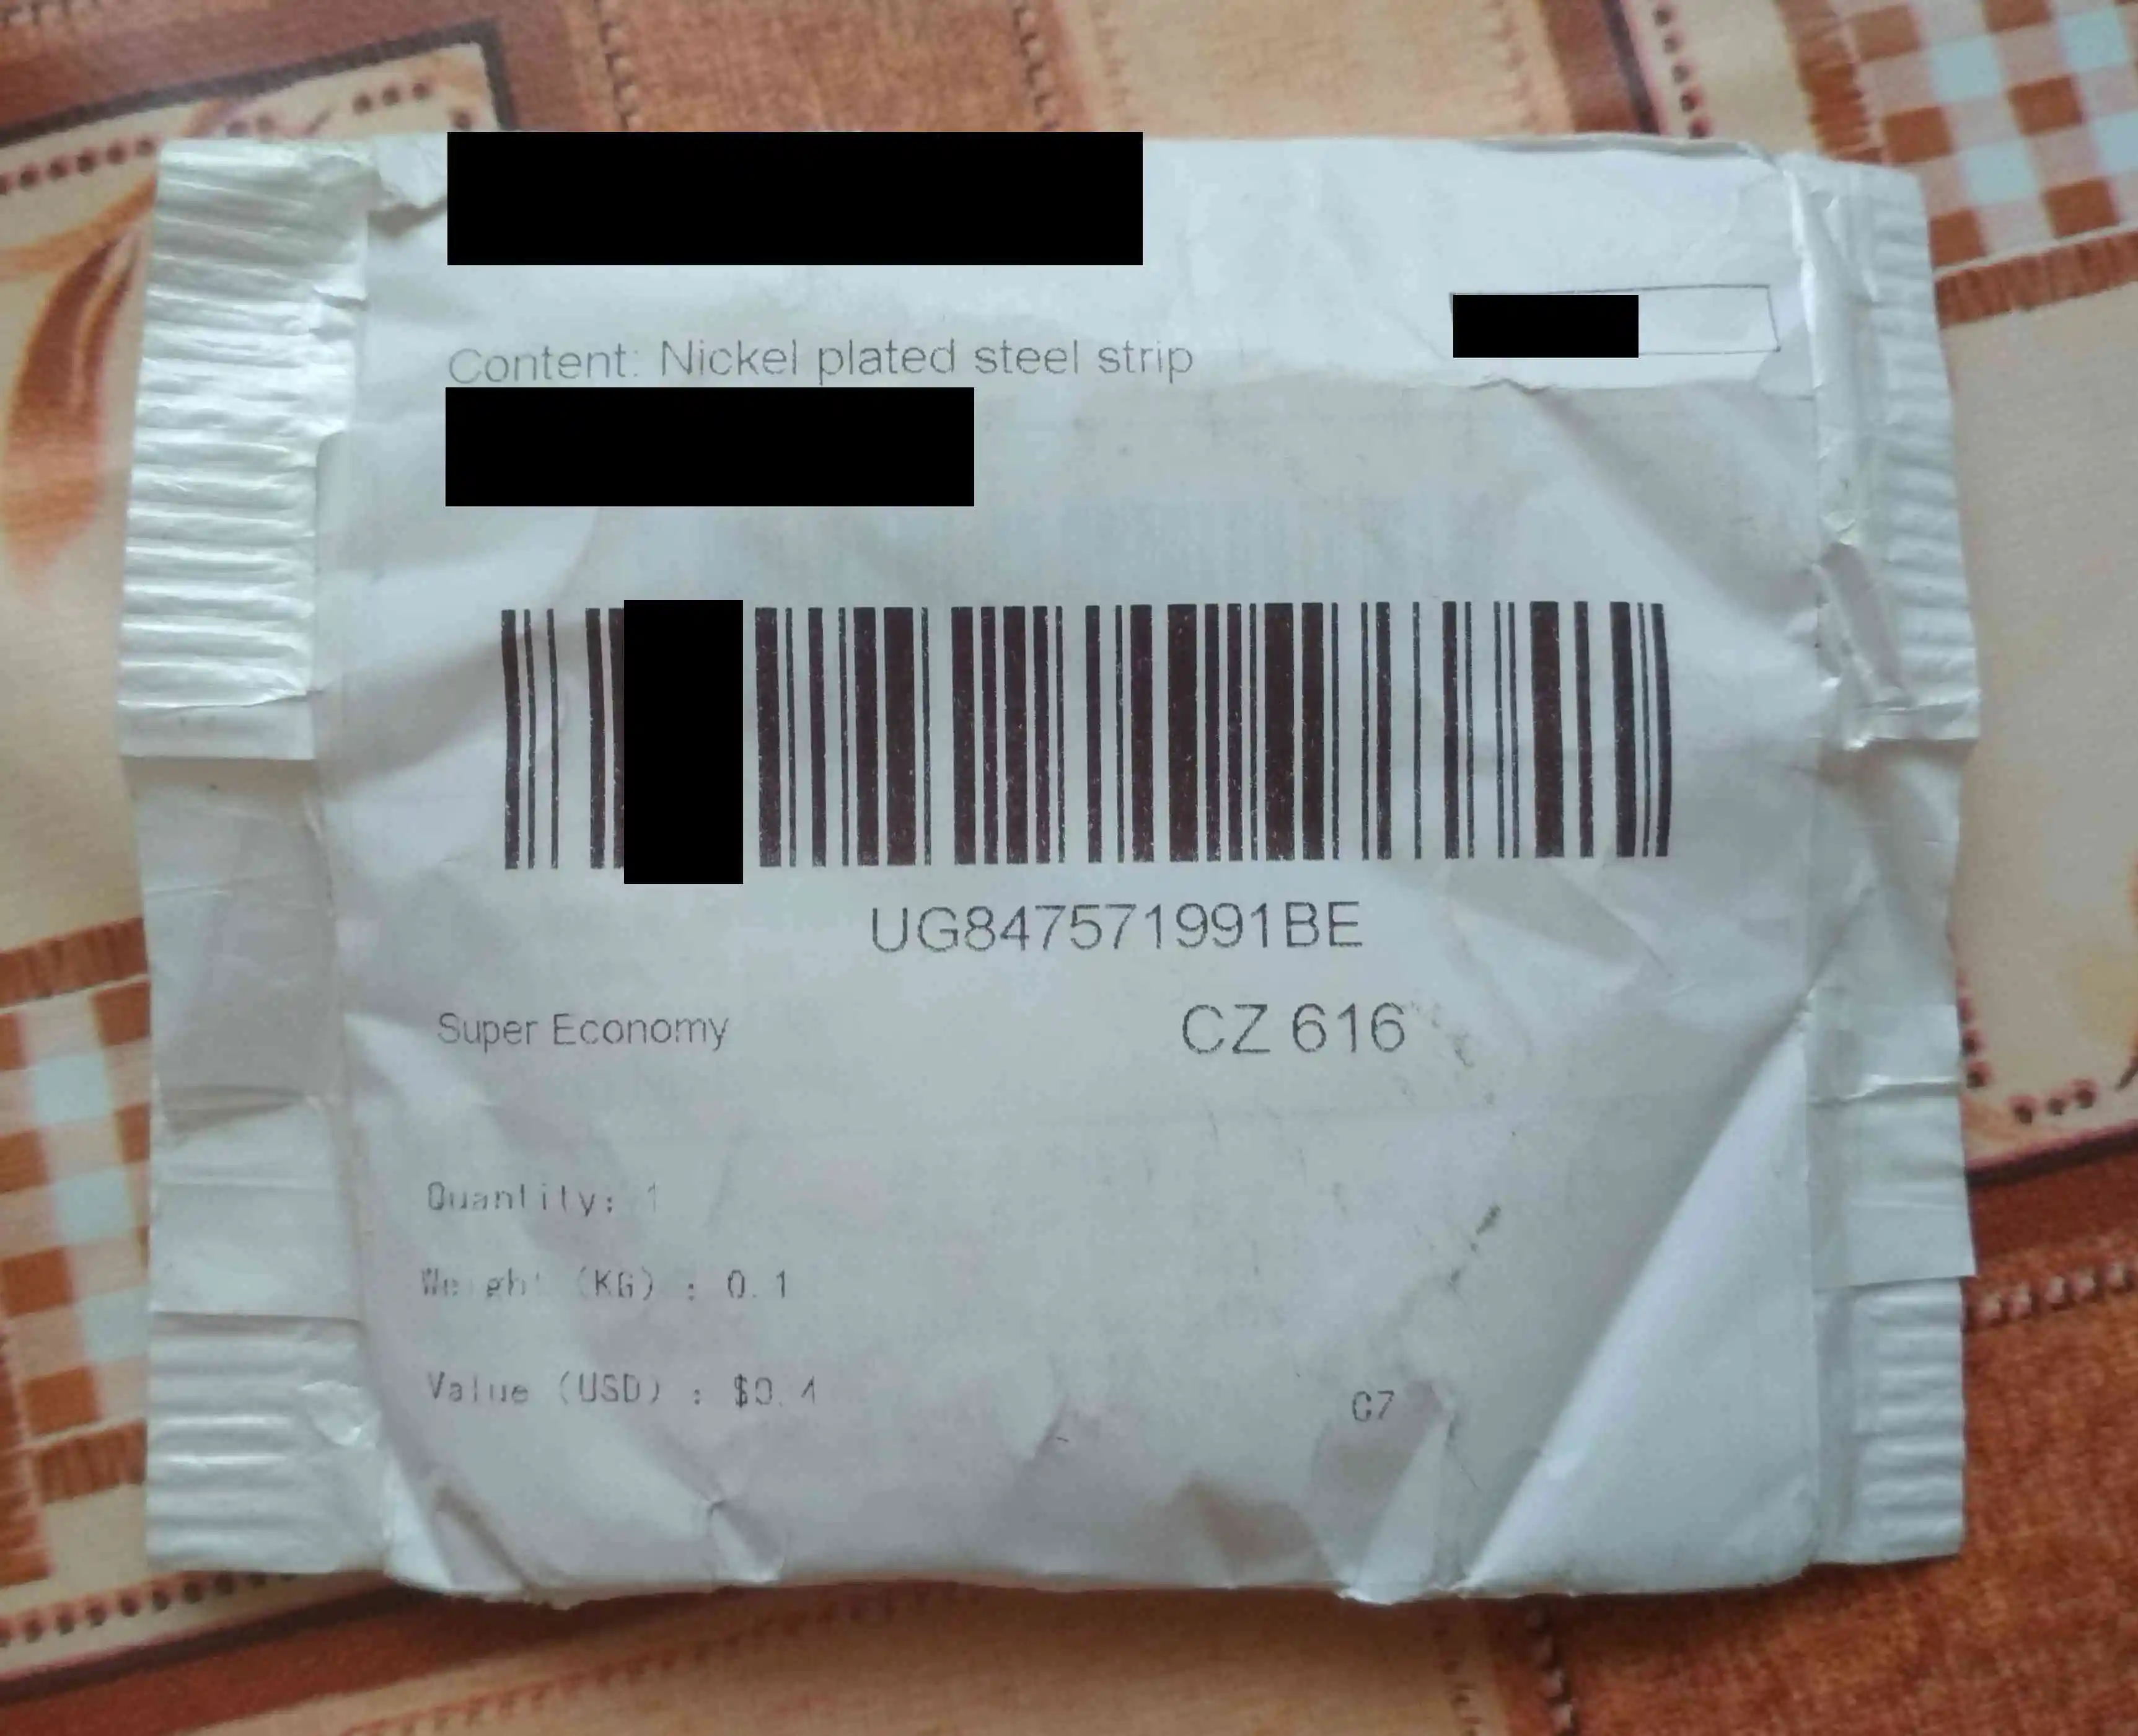 Content: Nickel plated steel strip
UG847571991BE
Super Economy
CZ 616
Quantity: 1
Weight (KG) : 0.1
Value (USD) : $0.4
C7